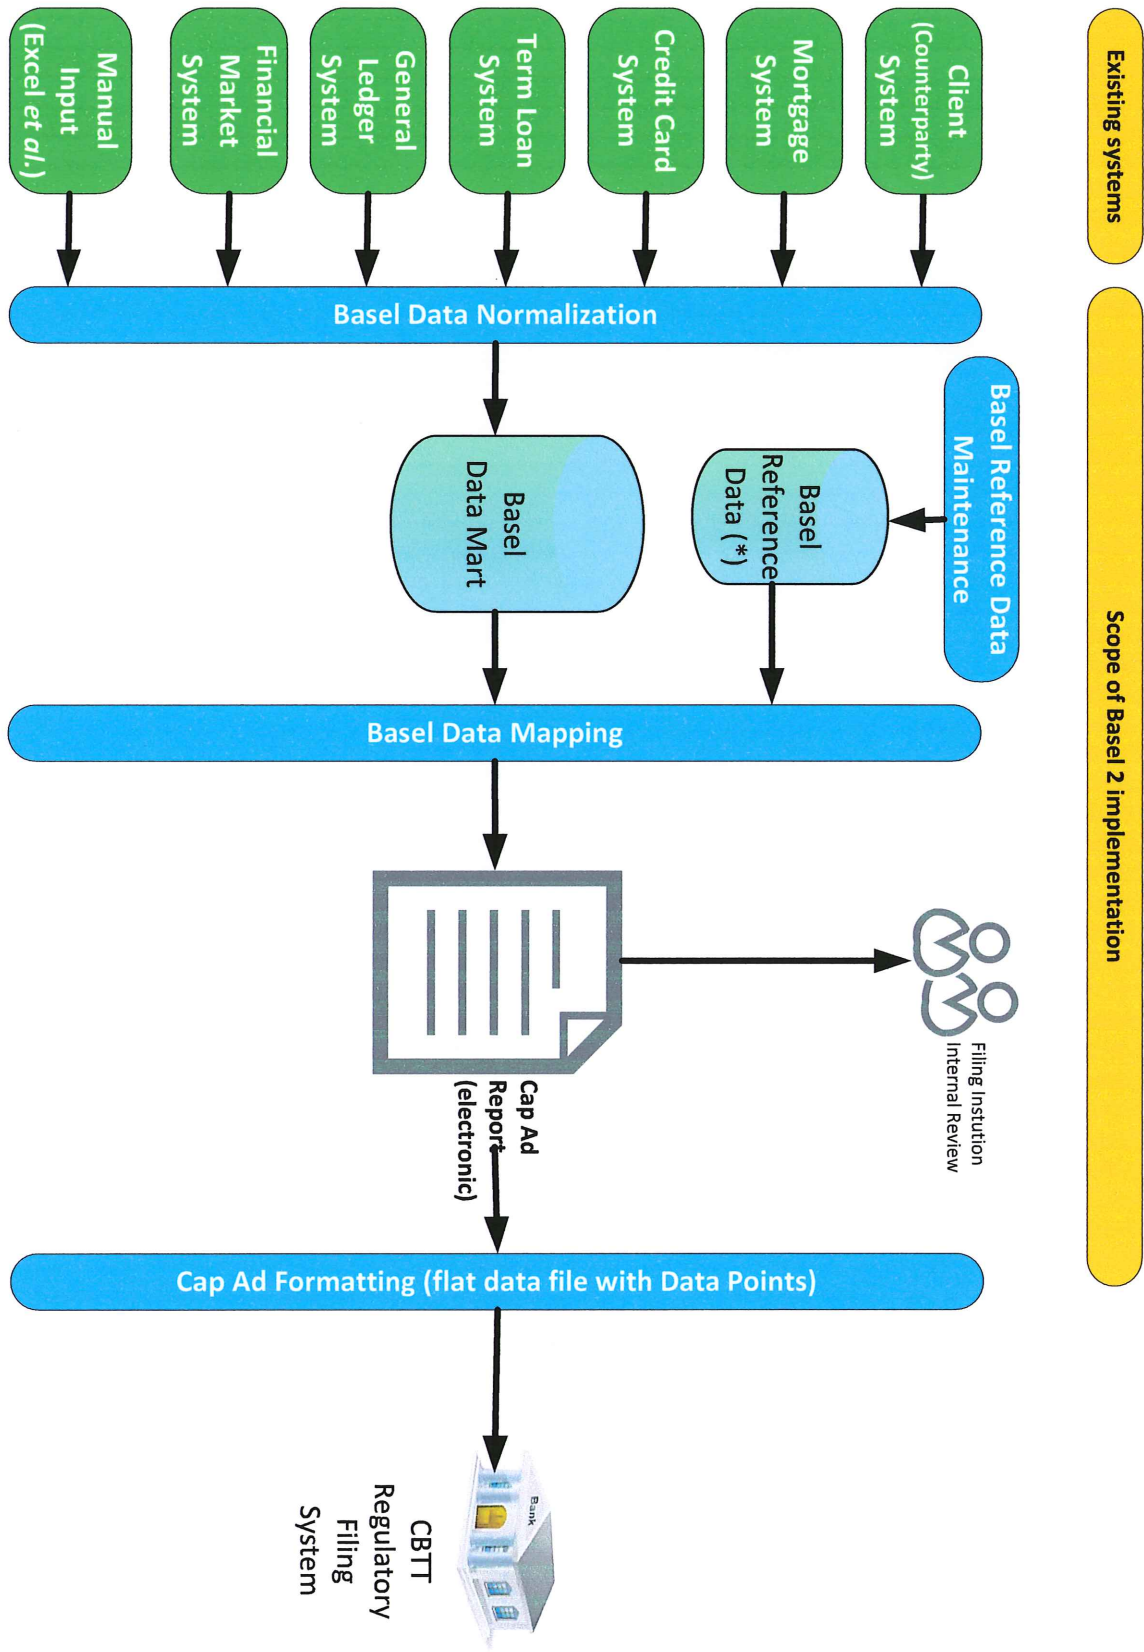 Existing systems
Scope of Basel 2 implementation
Client
(Counterparty)
System
Mortgage
System
Credit Card
System
Term Loan
System
General
Ledger
System
Financial
Market
System
Manual
Input
(Excel et al.)
Basel Data Normalization
Basel Reference Data
Maintenance
Basel
Reference
Data (*)
Basel
Data Mart
Basel Data Mapping
Filing Instution
Internal Review
Cap Ad
Report
(electronic)
Cap Ad Formatting (flat data file with Data Points)
Bank
CBTT
Regulatory
Filing
System